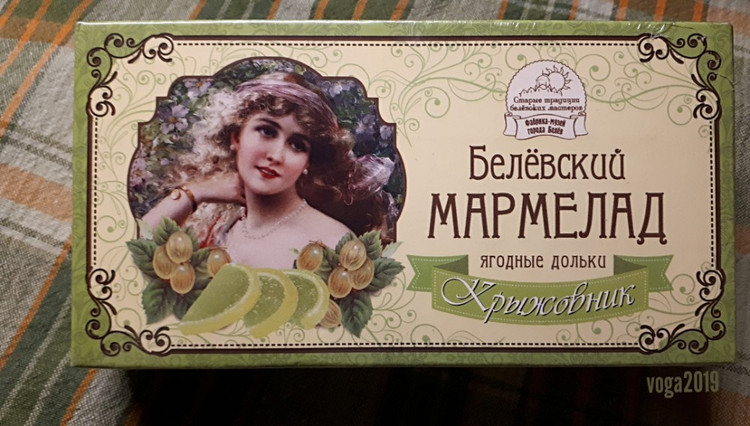 Старые традиции
белёвских мастеров
Фабрика-музей
города Белёв
Белёвский
МАРМЕЛАД
ЯГОДНЫЕ ДОЛЬКИ
Крыжовник
voga2019